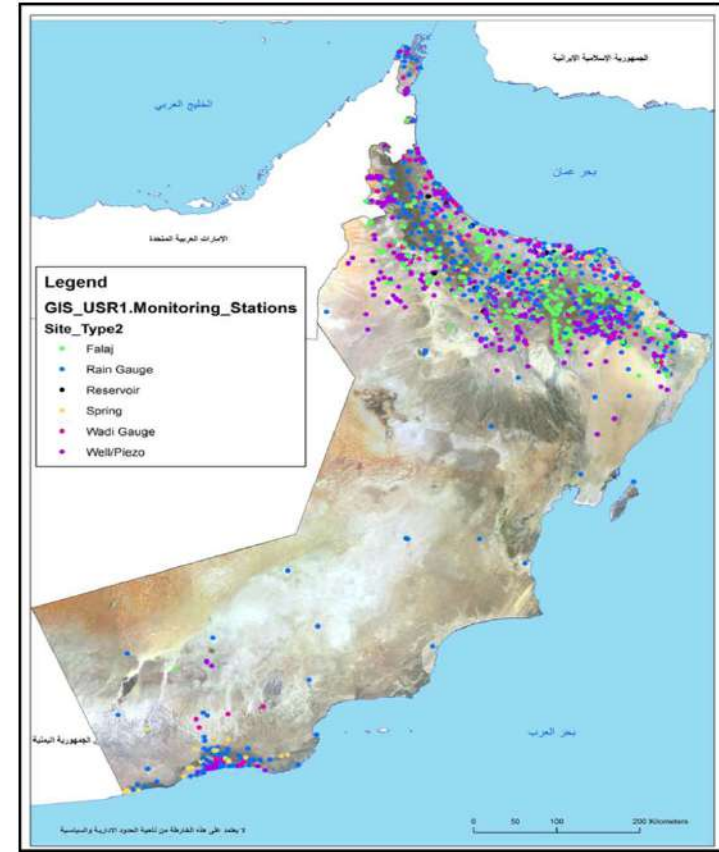 الجمهورية الإسلامية الإيرانية
الخليج العربي
بحر عمان
الإمارات العربية المتحدة
Legend
GIS_USR1.Monitoring_Stations
Site_Type2
Falaj
Rain Gauge
Reservoir
Spring
Wadi Gauge
Well/Piezo
الجمهورية اليمنية
بحر العرب
لا يعتمد على هذه الخارطة من ناحية الحدود الادارية والسياسية
0 50 100 200 Kilometers